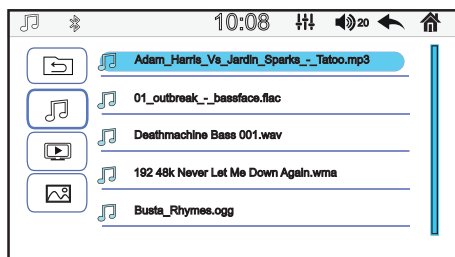 10:08 20
Adam_Harris_Vs_Jardin_Sparks_-_Tatoo.mp3
01_outbreak_-_bassface.flac
Deathmachine Bass 001.wav
192 48k Never Let Me Down Again.wma
Busta_Rhymes.ogg